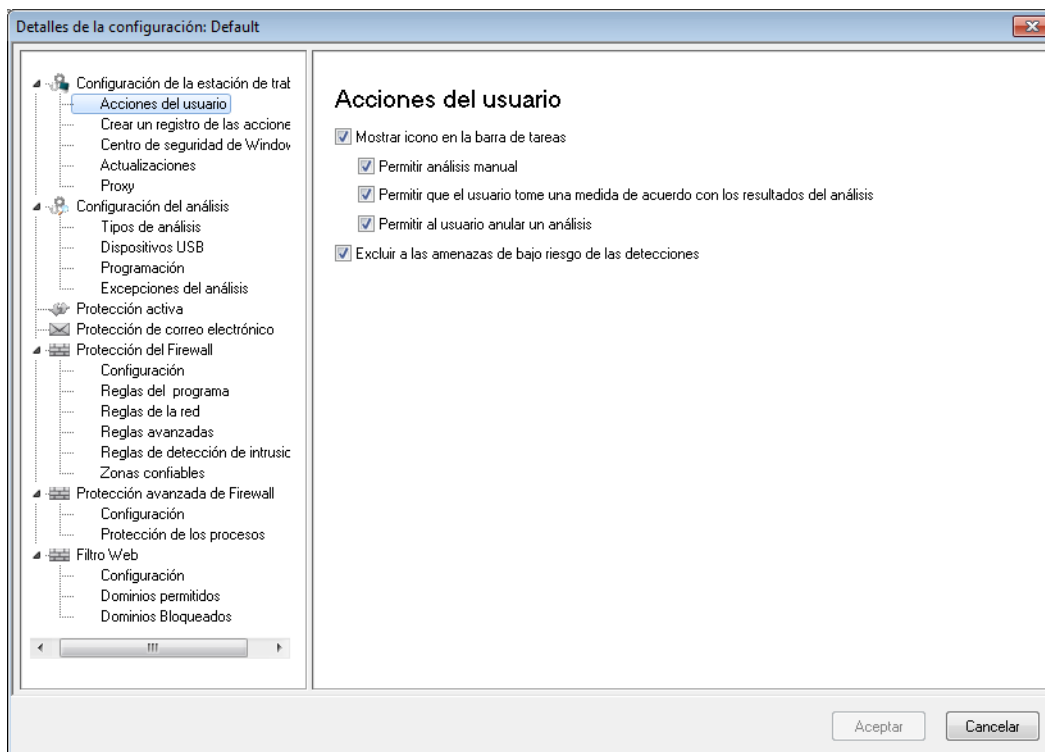 Detalles de la configuración: Default
Configuración de la estación de trat
Acciones del usuario
Crear un registro de las accione
Centro de seguridad de Window
Actualizaciones
Proxy
Configuración del análisis
Tipos de análisis
Dispositivos USB
Programación
Excepciones del análisis
Protección activa
Protección de correo electrónico
Protección del Firewall
Configuración
Reglas del programa
Reglas de la red
Reglas avanzadas
Reglas de detección de intrusic
Zonas confiables
Protección avanzada de Firewall
Configuración
Protección de los procesos
Filtro Web
Configuración
Dominios permitidos
Dominios Bloqueados
Acciones del usuario
Mostrar icono en la barra de tareas
Permitir análisis manual
Permitir que el usuario tome una medida de acuerdo con los resultados del análisis
Permitir al usuario anular un análisis
Excluir a las amenazas de bajo riesgo de las detecciones
Aceptar
Cancelar